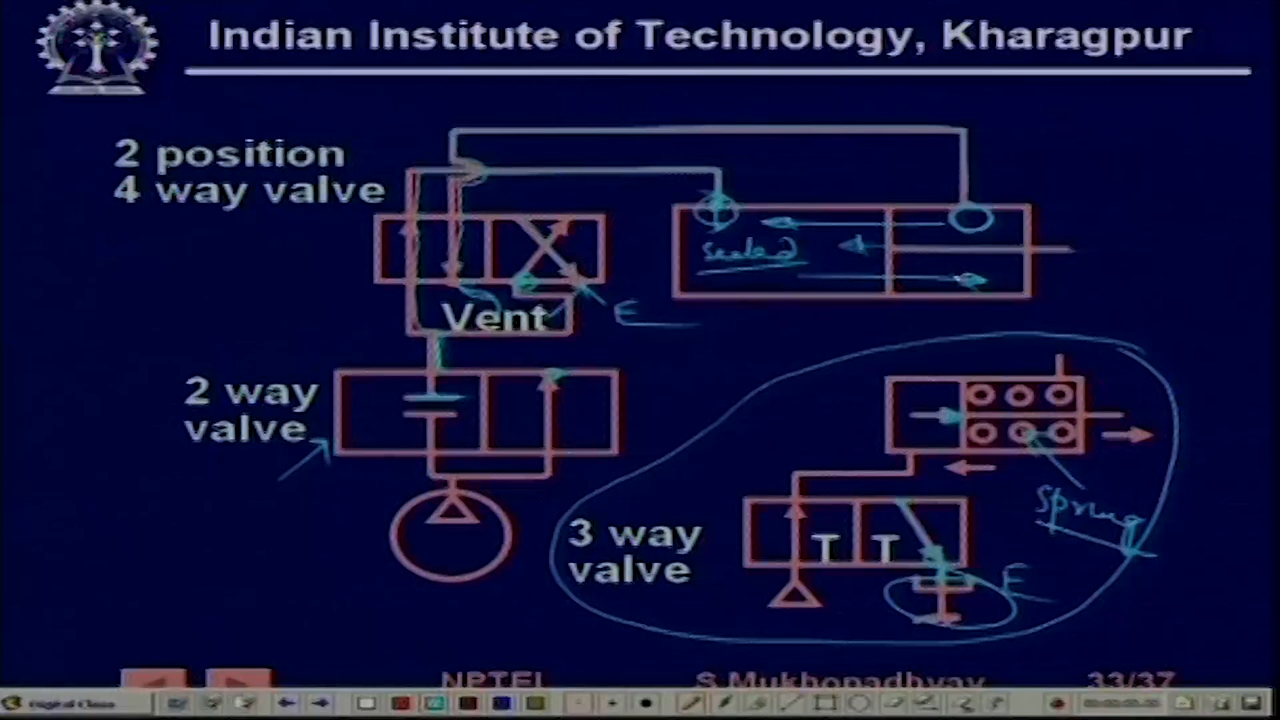 Indian Institute of Technology, Kharagpur
2 position
4 way valve
sealed
Vent
E
2 way
valve
Spring
3 way
valve
T T
E
NPTEL
S.Mukhopadhyay
33/37